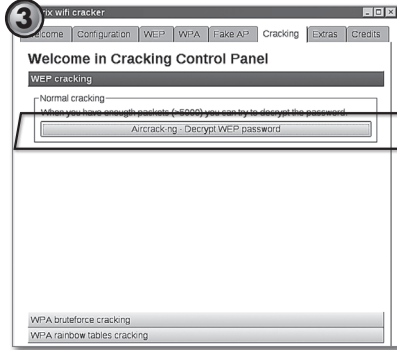 3
rix wifi cracker
elcome Configuration WEP WPA Fake AP Cracking Extras Credits
Welcome in Cracking Control Panel
WEP cracking
Normal cracking
When you have enougth packets (>5000) you can try to decrypt the password.
Aircrack-ng - Decrypt WEP password
WPA bruteforce cracking
WPA rainbow tables cracking